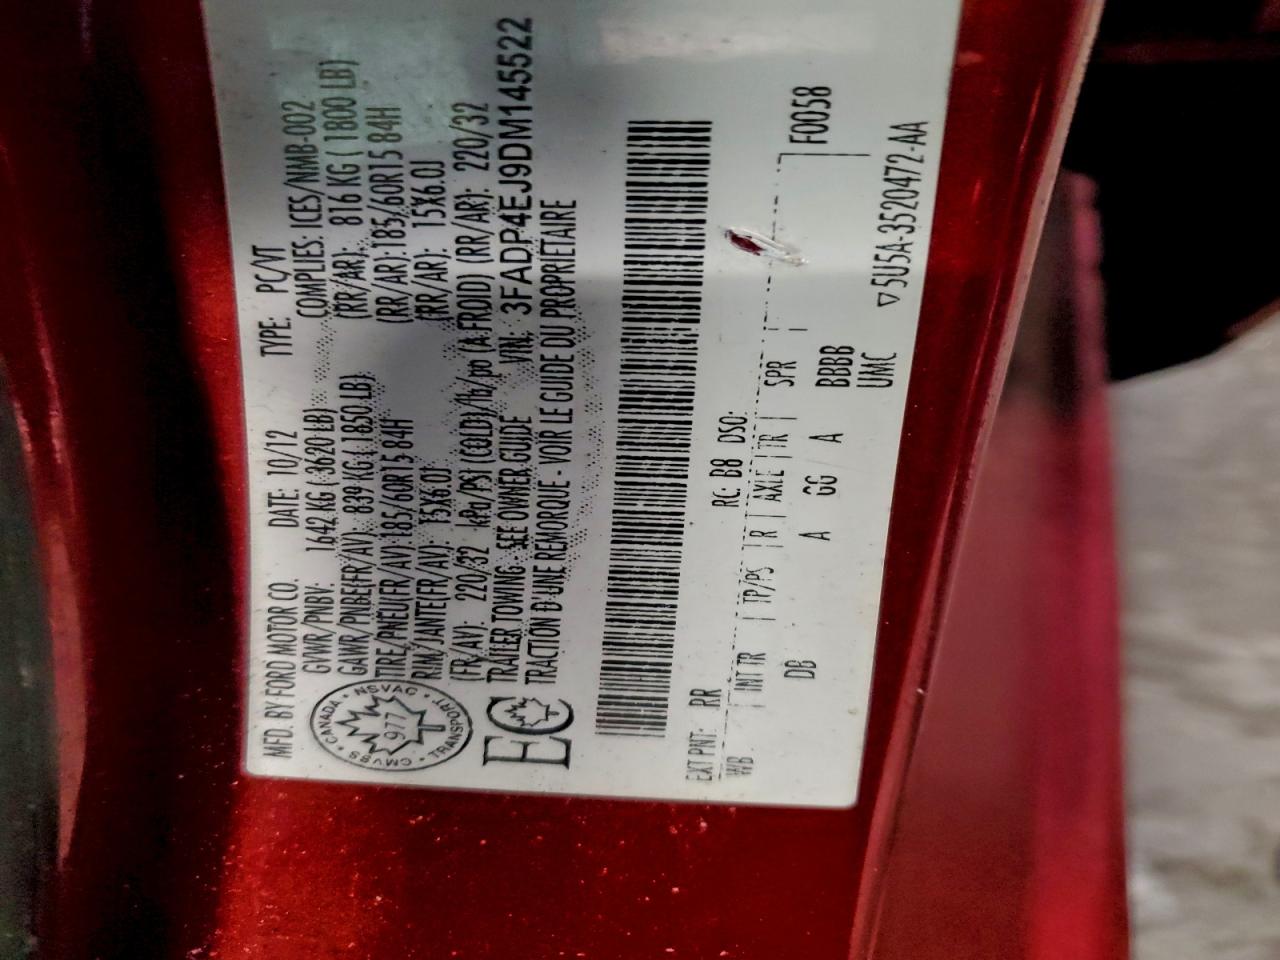 MFD. BY FORD MOTOR CO. DATE: 10/12 TYPE: PC/VT
GVWR/PNBV: 1642 KG ( 3620 LB) COMPLIES: ICES/NMB-002
GAWR/PNBE(FR/AV): 839 KG ( 1850 LB) (RR/AR): 816 KG ( 1800 LB)
TIRE/PNEU(FR/AV): 185/60R15 84H (RR/AR): 185/60R15 84H
RIM/JANTE(FR/AV): 15X6.0J (RR/AR): 15X6.0J
(FR/AV): 220/32 kPa/PSI (COLD)/lb/po (A FROID) (RR/AR): 220/32
TRAILER TOWING - SEE OWNER GUIDE VIN: 3FADP4EJ9DM145522
TRACTION D'UNE REMORQUE - VOIR LE GUIDE DU PROPRIETAIRE
CANADA • NSVAC • TRANSPORT • CMVSS
977
EC
EXT PNT: RR RC: B8 DSO:
WB INT TR TP/PS R AXLE TR SPR F0058
DB A GG A BBBB
UMC
▽5U5A-3520472-AA